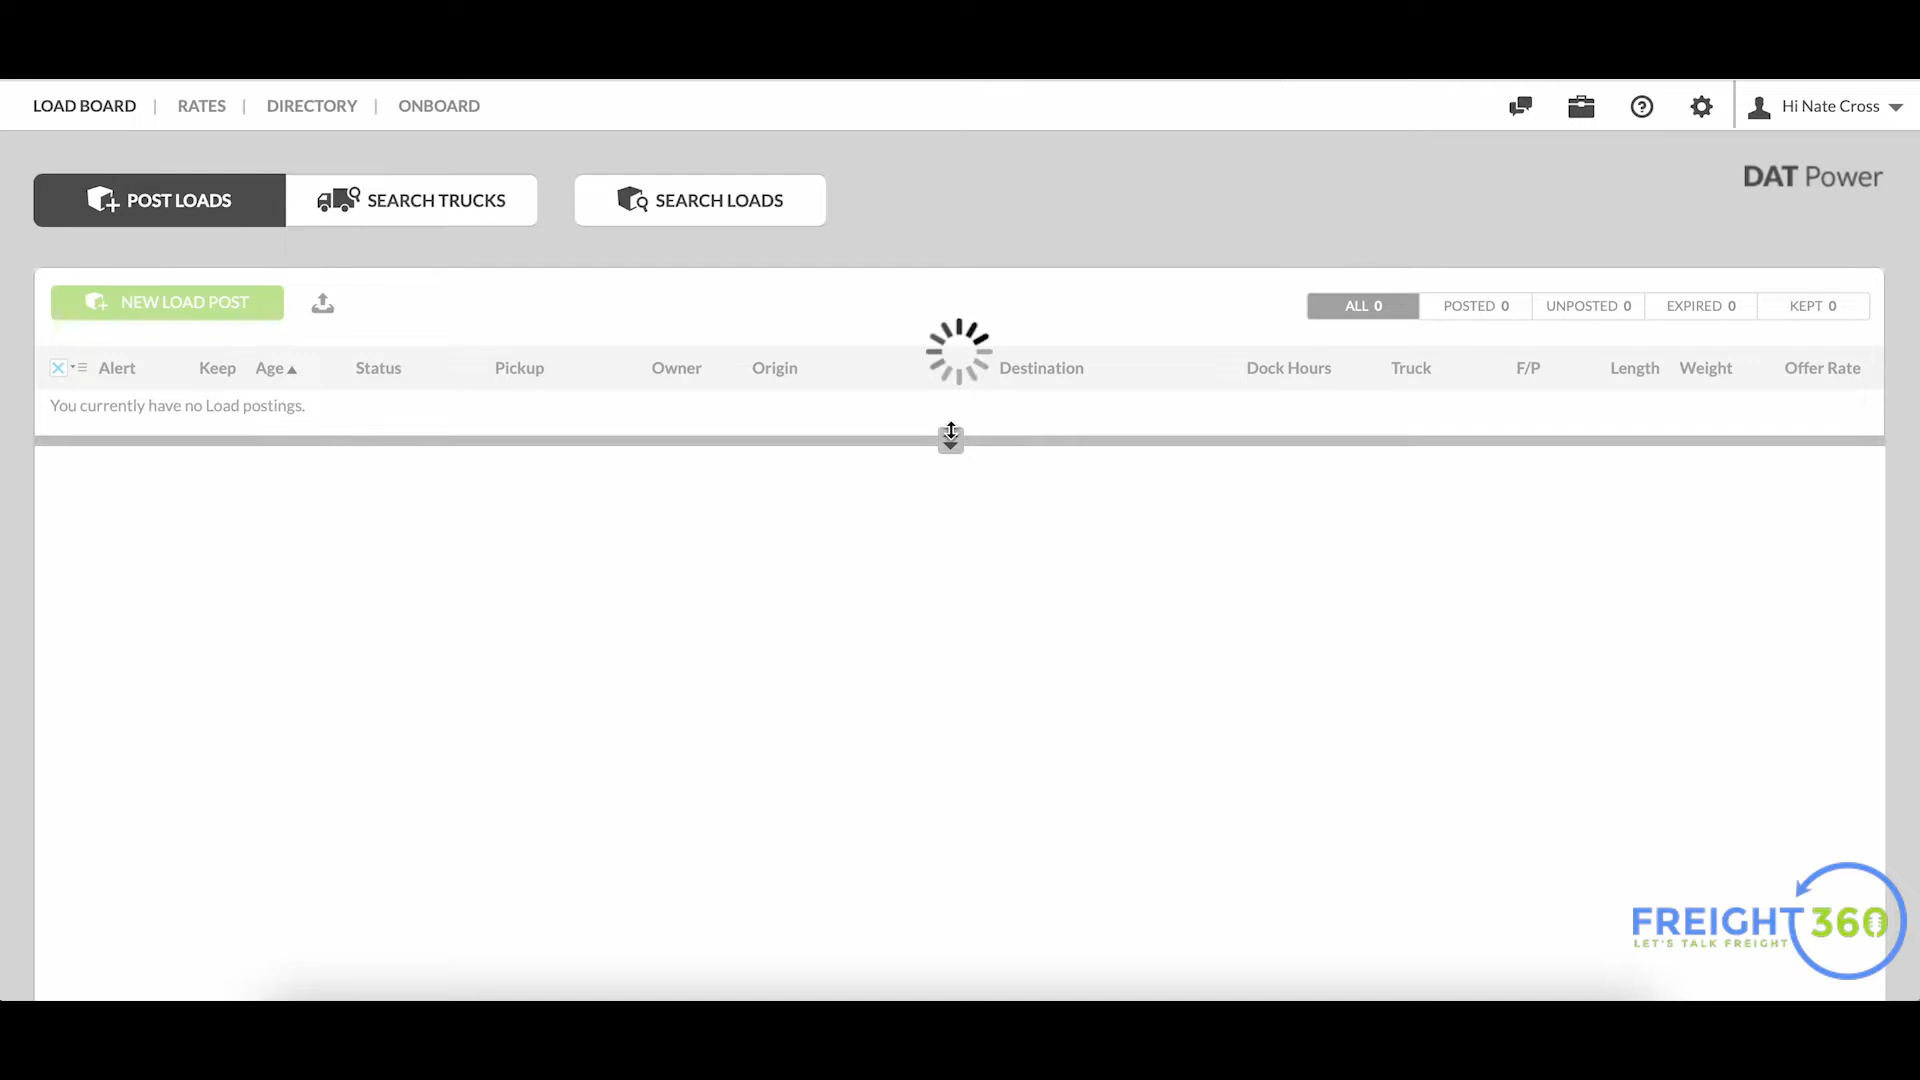 LOAD BOARD | RATES | DIRECTORY | ONBOARD
Hi Nate Cross
DAT Power
POST LOADS
SEARCH TRUCKS
SEARCH LOADS
NEW LOAD POST
ALL 0
POSTED 0
UNPOSTED 0
EXPIRED 0
KEPT 0
Alert Keep Age Status Pickup Owner Origin Destination Dock Hours Truck F/P Length Weight Offer Rate
You currently have no Load postings.
FREIGHT 360
LET'S TALK FREIGHT